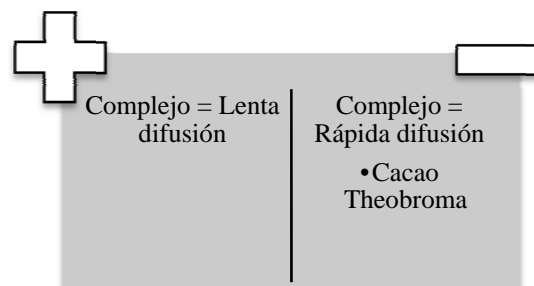 Complejo = Lenta
difusión
Complejo =
Rápida difusión
•Cacao
Theobroma